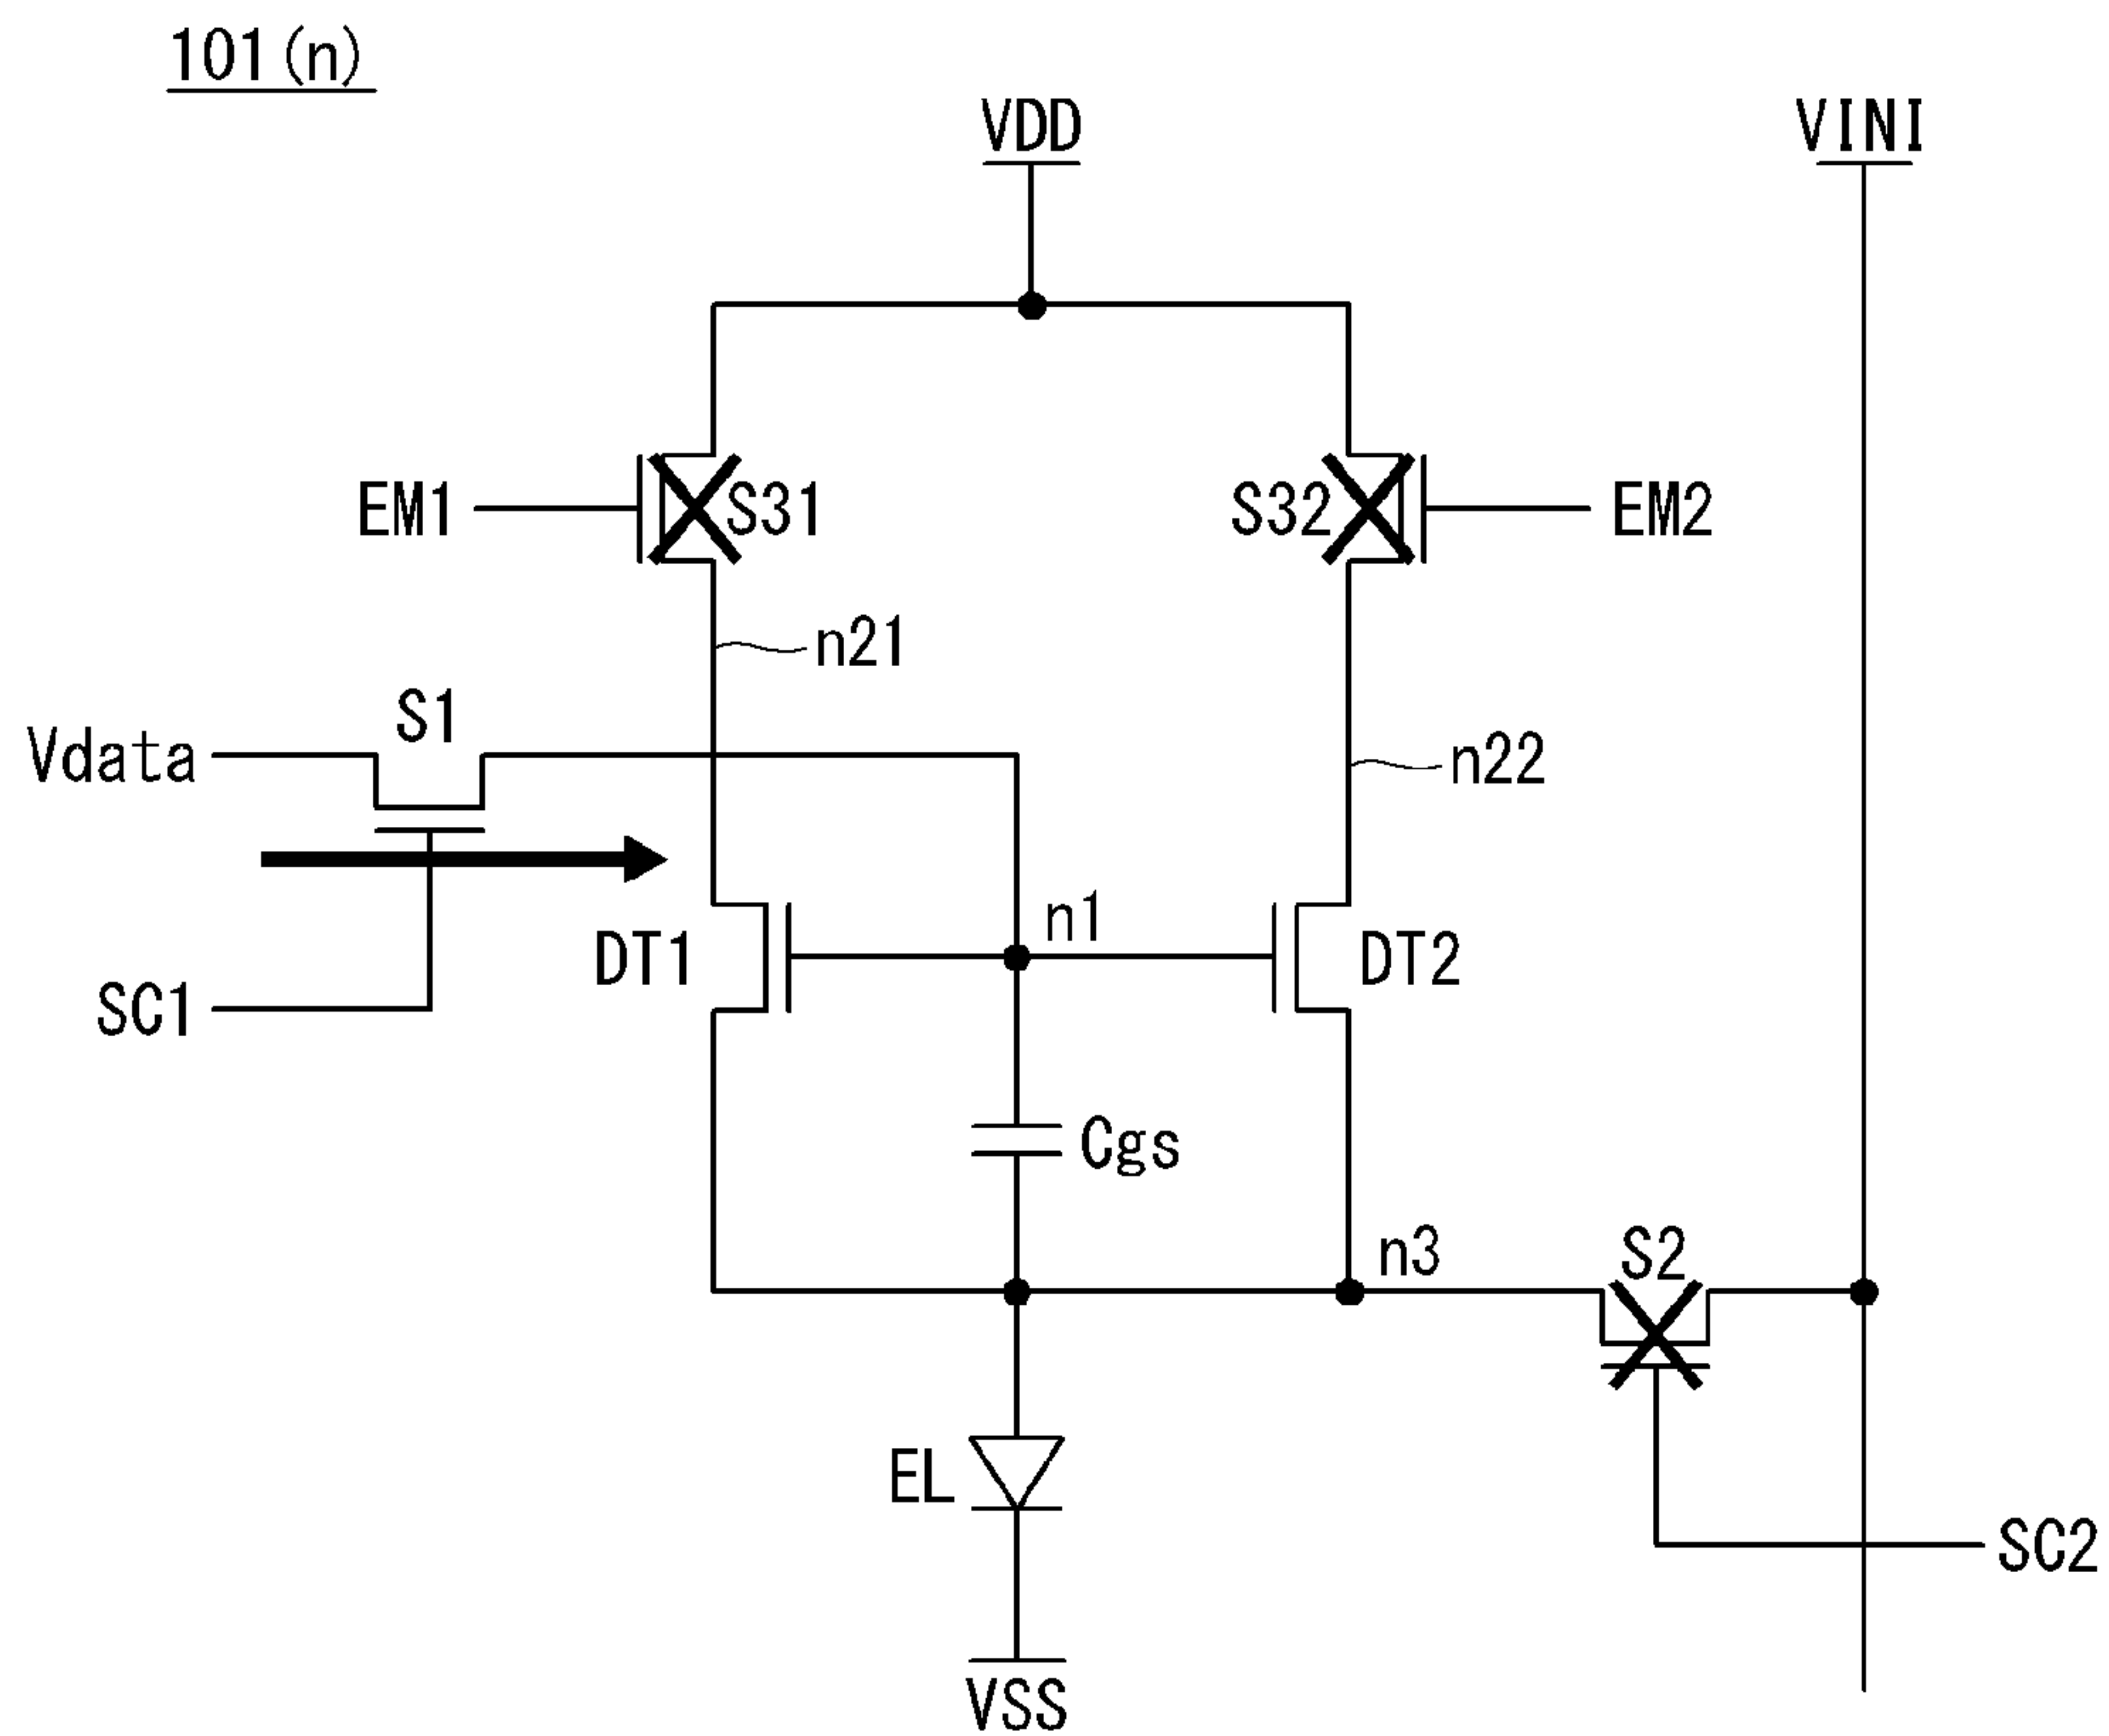 101(n)
VDD
VINI
EM1
S31
S32
EM2
n21
S1
Vdata
n22
n1
DT1
DT2
SC1
Cgs
n3
S2
EL
SC2
VSS